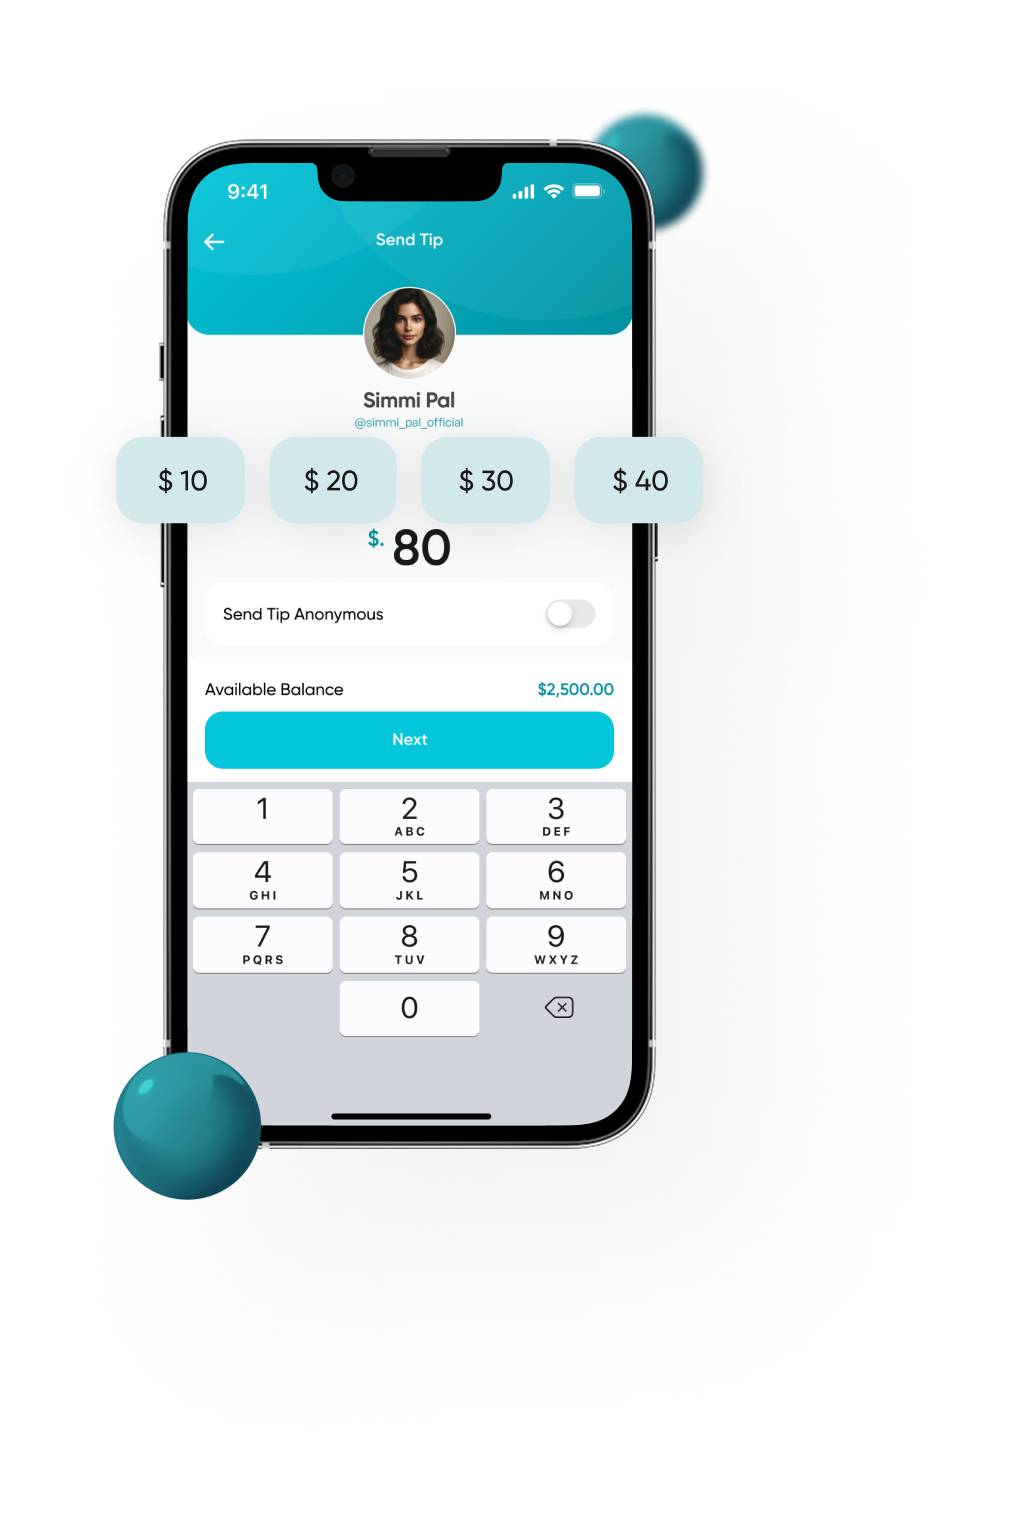 9:41
Send Tip
Simmi Pal
@simmi_pal_official
$ 10 $ 20 $ 30 $ 40
$. 80
Send Tip Anonymous
Available Balance $2,500.00
Next
1 2 3
ABC DEF
4 5 6
GHI JKL MNO
7 8 9
PQRS TUV WXYZ
0